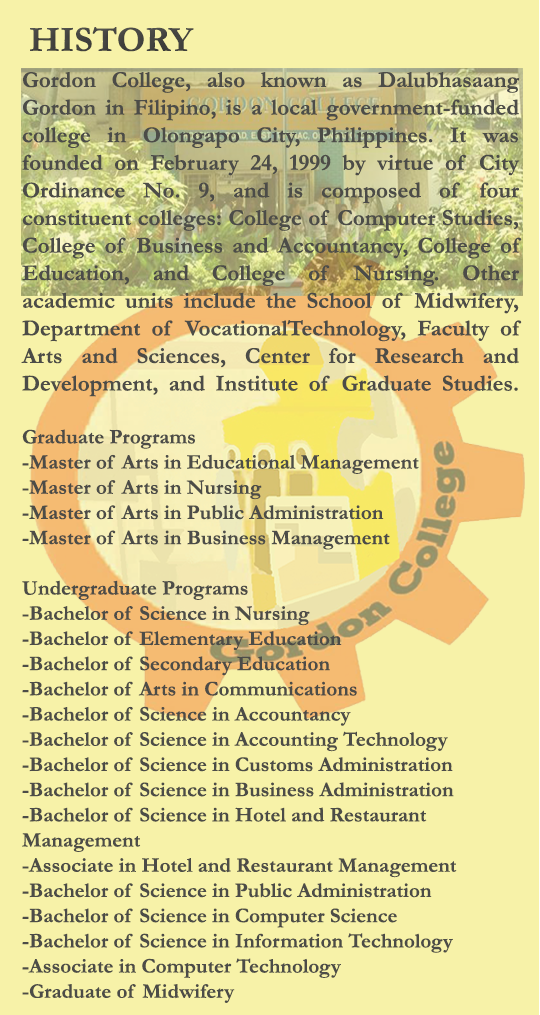 HISTORY
Gordon College, also known as Dalubhasaang
Gordon in Filipino, is a local government-funded
college in Olongapo City, Philippines. It was
founded on February 24, 1999 by virtue of City
Ordinance No. 9, and is composed of four
constituent colleges: College of Computer Studies,
College of Business and Accountancy, College of
Education, and College of Nursing. Other
academic units include the School of Midwifery,
Department of VocationalTechnology, Faculty of
Arts and Sciences, Center for Research and
Development, and Institute of Graduate Studies.
Graduate Programs
-Master of Arts in Educational Management
-Master of Arts in Nursing
-Master of Arts in Public Administration
-Master of Arts in Business Management
Undergraduate Programs
-Bachelor of Science in Nursing
-Bachelor of Elementary Education
-Bachelor of Secondary Education
-Bachelor of Arts in Communications
-Bachelor of Science in Accountancy
-Bachelor of Science in Accounting Technology
-Bachelor of Science in Customs Administration
-Bachelor of Science in Business Administration
-Bachelor of Science in Hotel and Restaurant
Management
-Associate in Hotel and Restaurant Management
-Bachelor of Science in Public Administration
-Bachelor of Science in Computer Science
-Bachelor of Science in Information Technology
-Associate in Computer Technology
-Graduate of Midwifery
Gordon College
GORDON COLLEGE